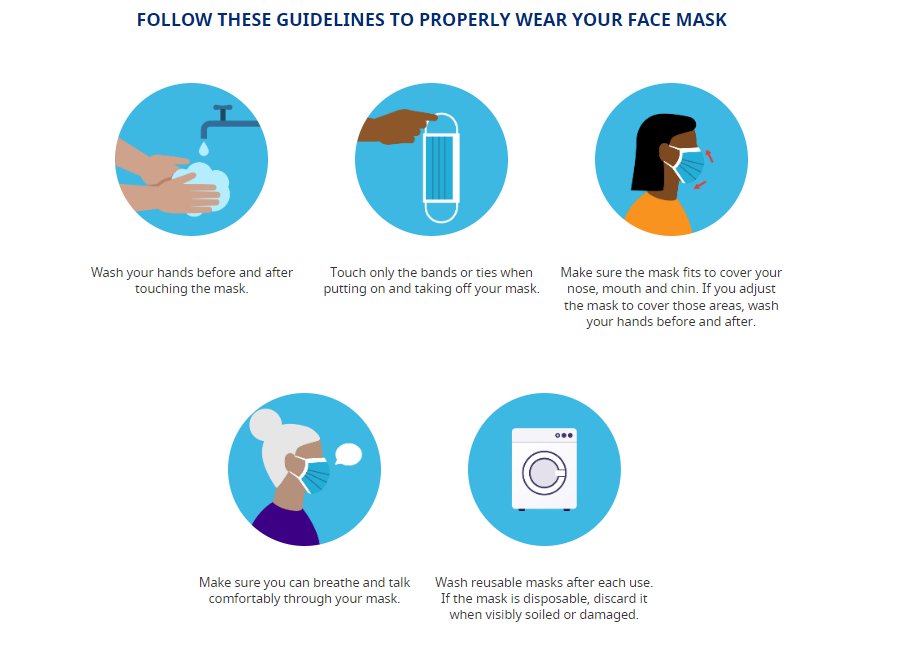 FOLLOW THESE GUIDELINES TO PROPERLY WEAR YOUR FACE MASK
Wash your hands before and after
touching the mask.
Touch only the bands or ties when
putting on and taking off your mask.
Make sure the mask fits to cover your
nose, mouth and chin. If you adjust
the mask to cover those areas, wash
your hands before and after.
Make sure you can breathe and talk
comfortably through your mask.
Wash reusable masks after each use.
If the mask is disposable, discard it
when visibly soiled or damaged.